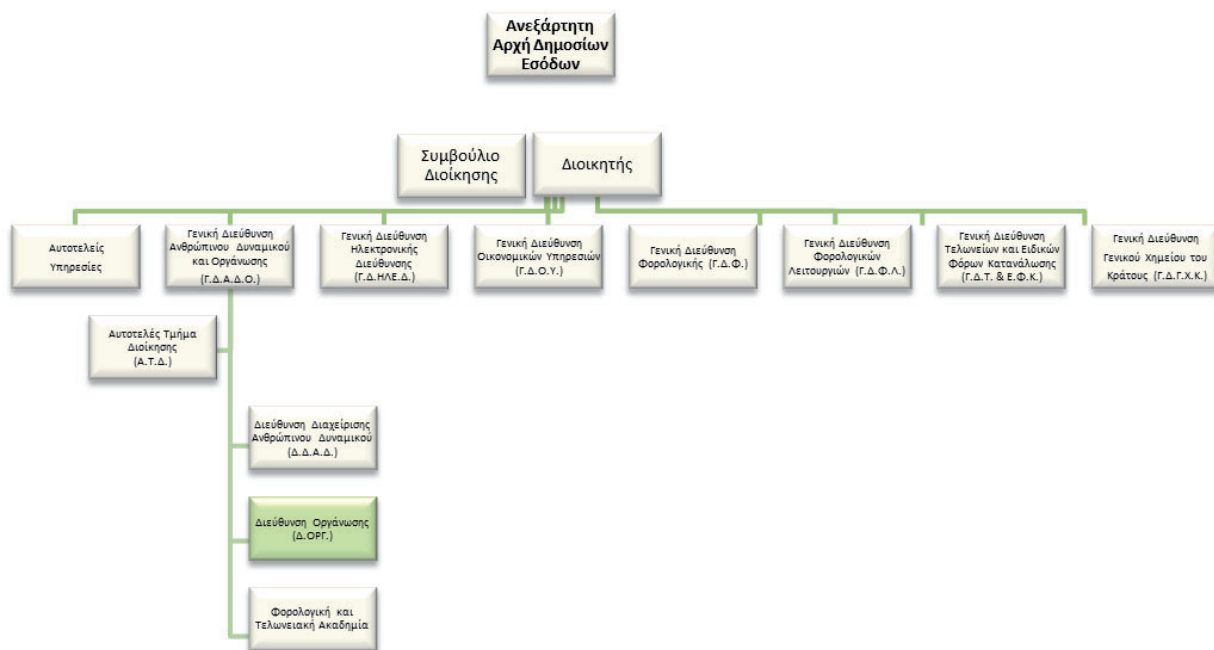 Ανεξάρτητη
Αρχή Δημοσίων
Εσόδων
Συμβούλιο
Διοίκησης
Διοικητής
Αυτοτελείς
Υπηρεσίες
Γενική Διεύθυνση
Ανθρώπινο Δυναμικού
και Οργάνωσης
(Γ.Δ.Α.Δ.Ο.)
Γενική Διεύθυνση
Ηλεκτρονικής
Διεύθυνσης
(Γ.Δ.ΗΛΕ.Δ.)
Γενική Διεύθυνση
Οικονομικών Υπηρεσιών
(Γ.Δ.Ο.Υ.)
Γενική Διεύθυνση
Φορολογικής (Γ.Δ.Φ.)
Γενική Διεύθυνση
Φορολογικών
Λειτουργιών (Γ.Δ.Φ.Λ.)
Γενική Διεύθυνση
Τελωνείων και Ειδικών
Φόρων Κατανάλωσης
(Γ.Δ.Τ. & Ε.Φ.Κ.)
Γενική Διεύθυνση
Γενικού Χημείου του
Κράτους (Γ.Δ.Γ.Χ.Κ.)
Αυτοτελές Τμήμα
Διοίκησης
(Α.Τ.Δ.)
Διεύθυνση Διαχείρισης
Ανθρώπινου Δυναμικού
(Δ.Δ.Α.Δ.)
Διεύθυνση Οργάνωσης
(Δ.ΟΡΓ.)
Φορολογική και
Τελωνειακή Ακαδημία